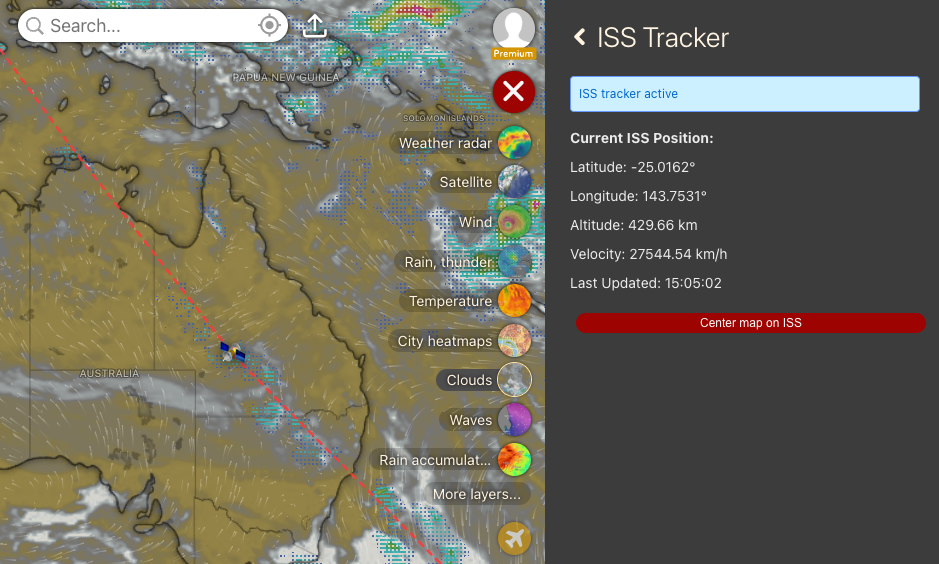 Search...
Premium
PAPUA NEW GUINEA
SOLOMON ISLANDS
Weather radar
Satellite
Wind
Rain, thunder
Temperature
City heatmaps
AUSTRALIA
Clouds
Waves
Rain accumulat...
More layers...
ISS Tracker
ISS tracker active
Current ISS Position:
Latitude: -25.0162°
Longitude: 143.7531°
Altitude: 429.66 km
Velocity: 27544.54 km/h
Last Updated: 15:05:02
Center map on ISS